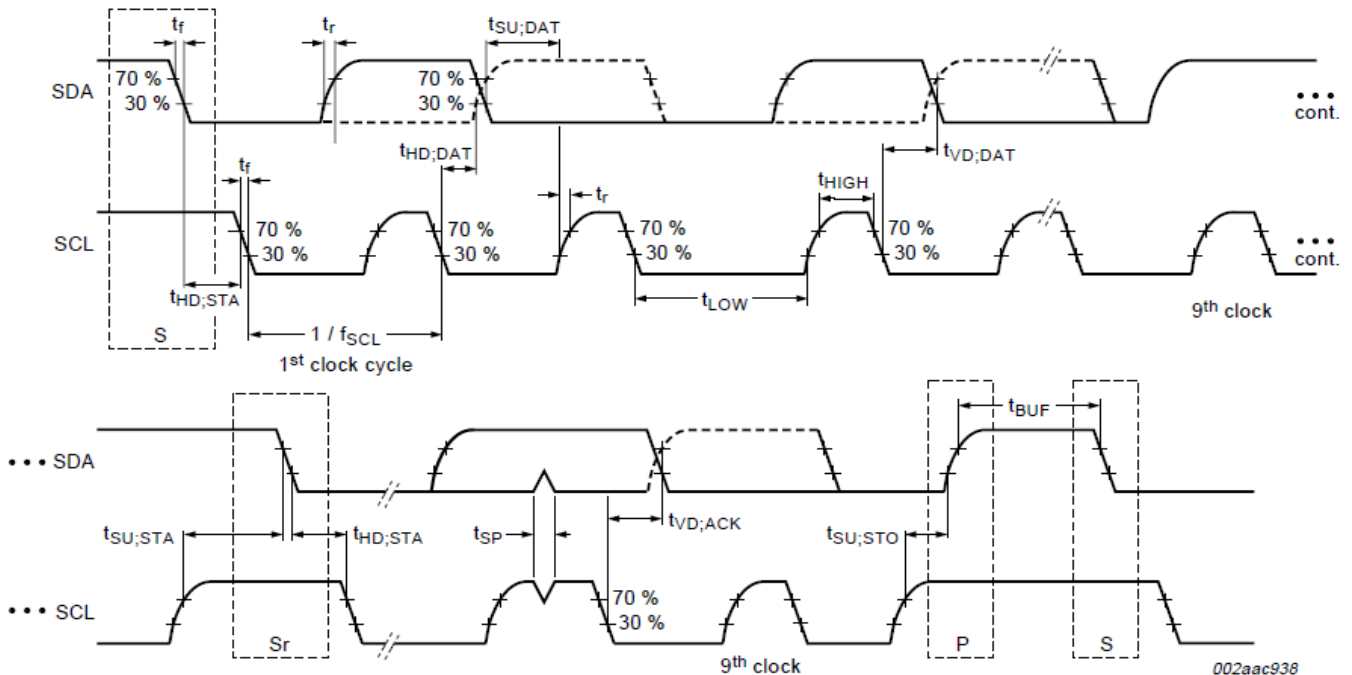 tf tr tSU;DAT
70 % 70 %
SDA
30 % 30 %
••• cont.
tHD;DAT tVD;DAT
tf tr tHIGH
70 % 70 % 70 % 70 %
SCL
30 % 30 % 30 % 30 %
••• cont.
tHD;STA tLOW
9th clock
S 1 / fSCL
1st clock cycle
tBUF
••• SDA
tSU;STA tHD;STA tSP tVD;ACK tSU;STO
70 %
••• SCL
30 %
Sr P S
9th clock
002aac938